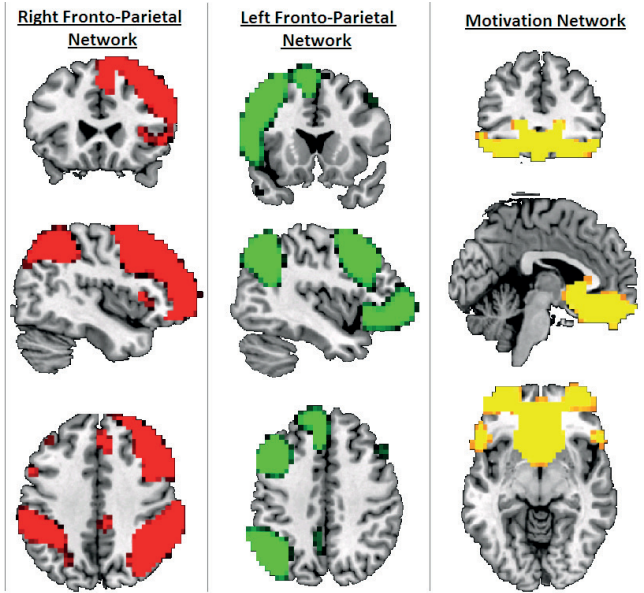 Right Fronto-Parietal
Network
Left Fronto-Parietal
Network
Motivation Network